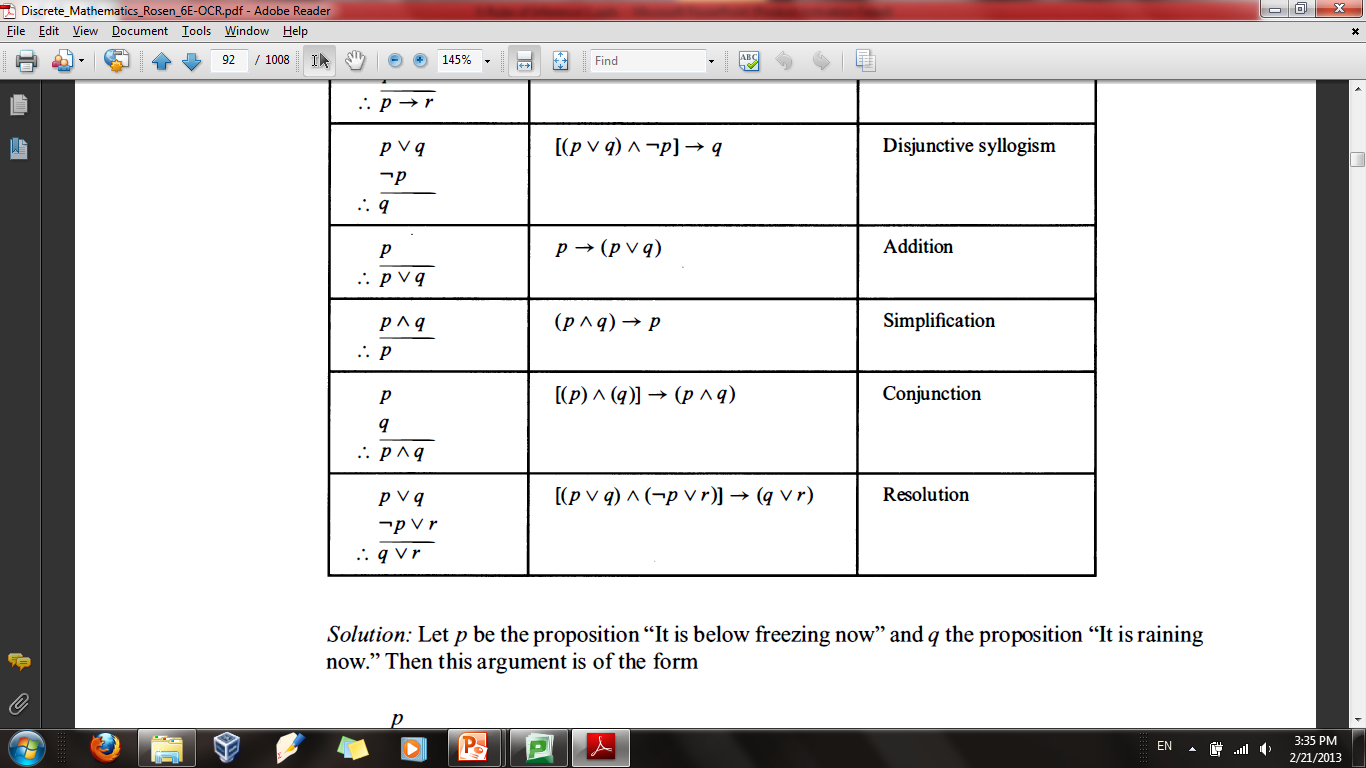 Discrete_Mathematics_Rosen_6E-OCR.pdf - Adobe Reader
File Edit View Document Tools Window Help
92 / 1008 145% Find
∴ p → r
p ∨ q [(p ∨ q) ∧ ¬p] → q Disjunctive syllogism
¬p
∴ q
p p → (p ∨ q) Addition
∴ p ∨ q
p ∧ q (p ∧ q) → p Simplification
∴ p
p [(p) ∧ (q)] → (p ∧ q) Conjunction
q
∴ p ∧ q
p ∨ q [(p ∨ q) ∧ (¬p ∨ r)] → (q ∨ r) Resolution
¬p ∨ r
∴ q ∨ r
Solution: Let p be the proposition “It is below freezing now” and q the proposition “It is raining
now.” Then this argument is of the form
p
EN 3:35 PM
2/21/2013